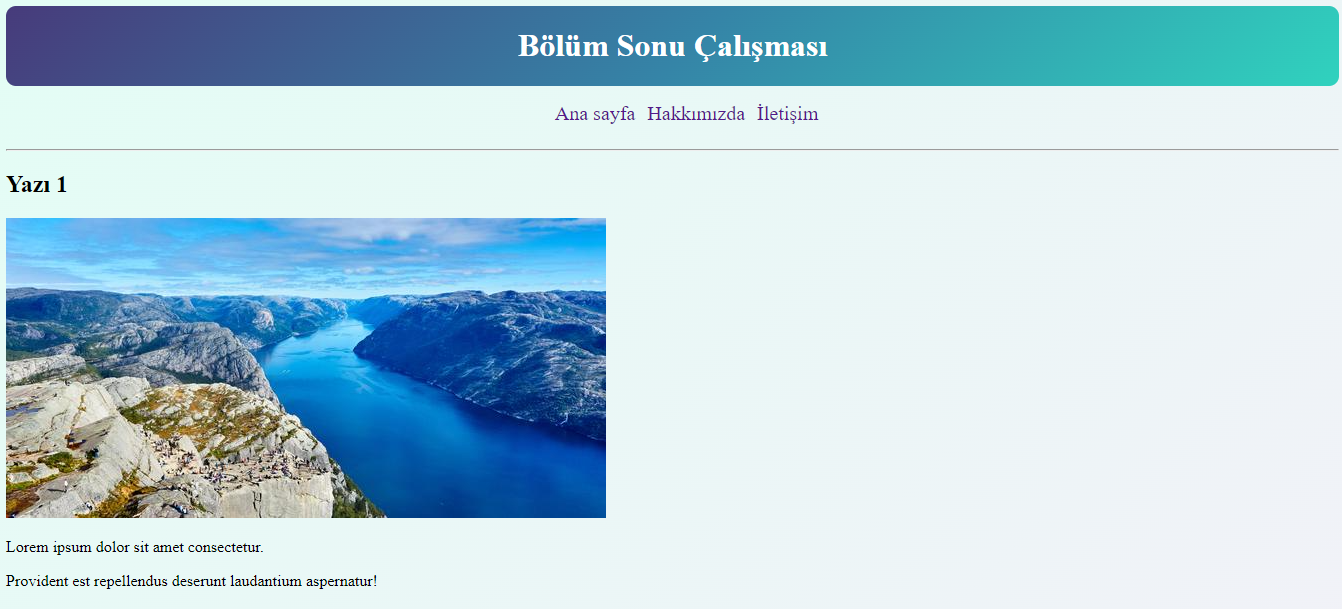 Bölüm Sonu Çalışması
Ana sayfa Hakkımızda İletişim
Yazı 1
Lorem ipsum dolor sit amet consectetur.
Provident est repellendus deserunt laudantium aspernatur!